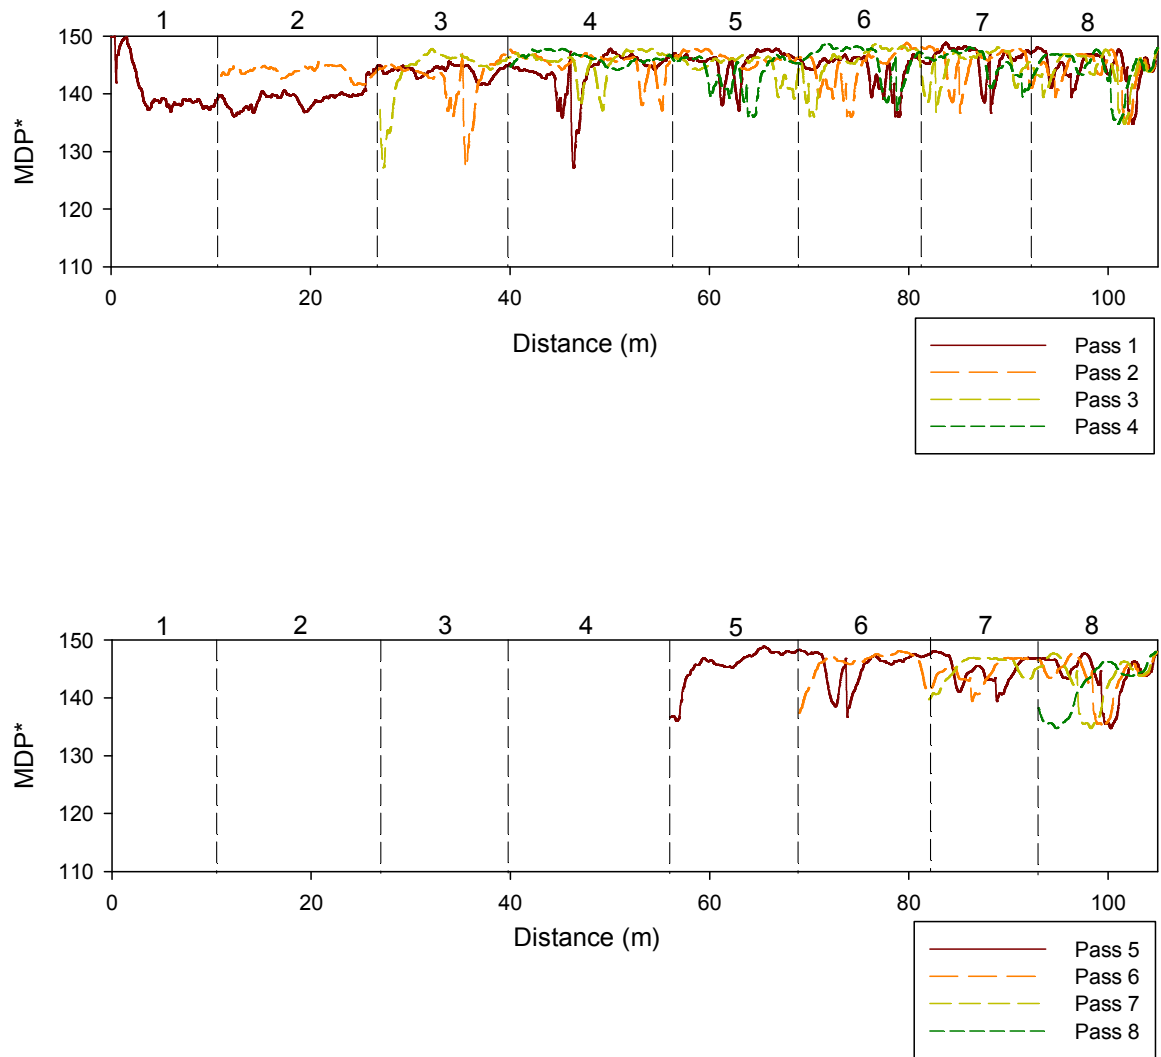 1 2 3 4 5 6 7 8
150
140
130
120
110
MDP*
0 20 40 60 80 100
Distance (m)
Pass 1
Pass 2
Pass 3
Pass 4
1 2 3 4 5 6 7 8
150
140
130
120
110
MDP*
0 20 40 60 80 100
Distance (m)
Pass 5
Pass 6
Pass 7
Pass 8